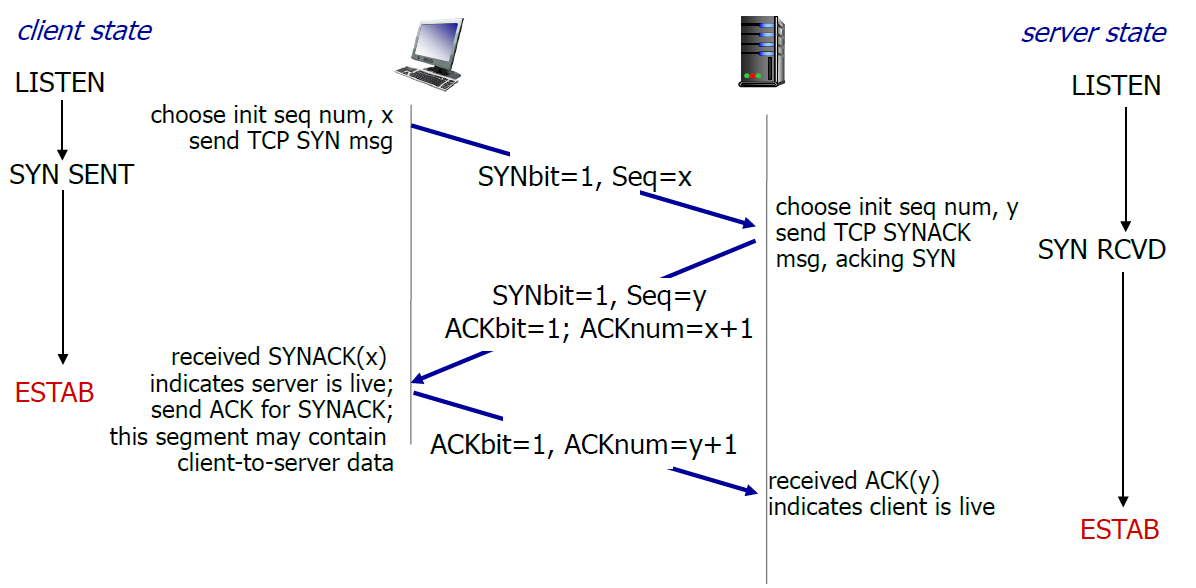 client state
server state
LISTEN
LISTEN
choose init seq num, x
send TCP SYN msg
SYN SENT
SYNbit=1, Seq=x
choose init seq num, y
send TCP SYNACK
msg, acking SYN
SYN RCVD
SYNbit=1, Seq=y
ACKbit=1; ACKnum=x+1
received SYNACK(x)
indicates server is live;
send ACK for SYNACK;
this segment may contain
client-to-server data
ESTAB
ACKbit=1, ACKnum=y+1
received ACK(y)
indicates client is live
ESTAB